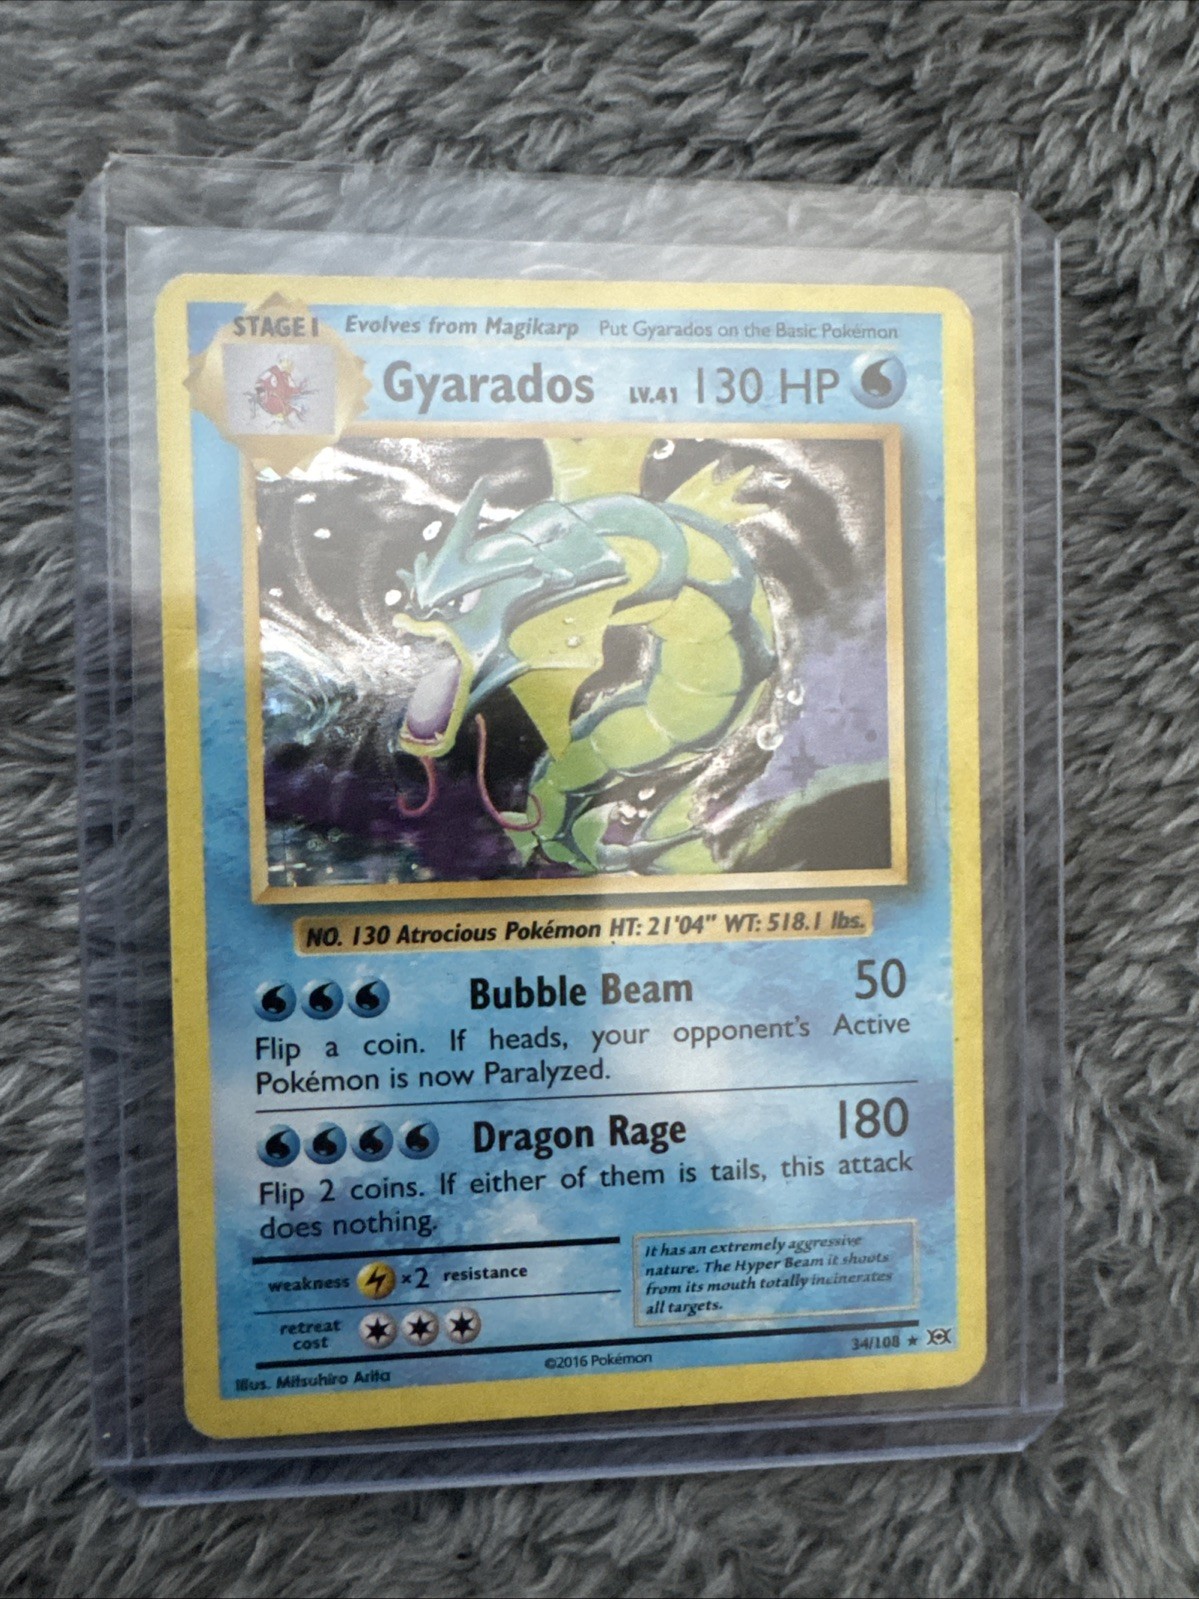 STAGE 1 Evolves from Magikarp Put Gyarados on the Basic Pokémon
Gyarados LV.41 130 HP
NO. 130 Atrocious Pokémon HT: 21'04" WT: 518.1 lbs.
Bubble Beam 50
Flip a coin. If heads, your opponent's Active
Pokémon is now Paralyzed.
Dragon Rage 180
Flip 2 coins. If either of them is tails, this attack
does nothing.
weakness ×2 resistance
retreat
cost
It has an extremely aggressive
nature. The Hyper Beam it shoots
from its mouth totally incinerates
all targets.
34/108 ★
©2016 Pokémon
Illus. Mitsuhiro Arita